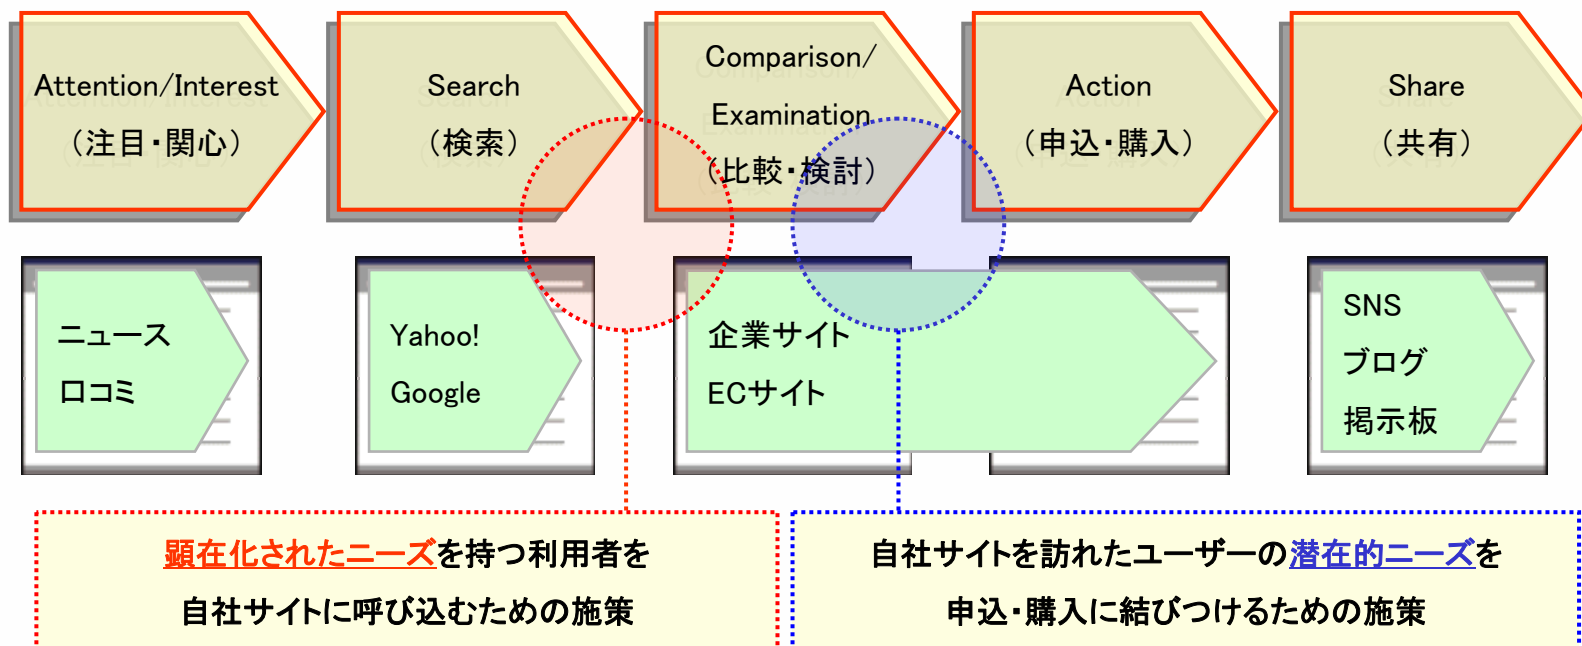 Attention/Interest
（注目・関心）
Search
（検索）
Comparison/
Examination
（比較・検討）
Action
（申込・購入）
Share
（共有）
ニュース
口コミ
Yahoo!
Google
企業サイト
ECサイト
SNS
ブログ
掲示板
顕在化されたニーズを持つ利用者を
自社サイトに呼び込むための施策
自社サイトを訪れたユーザーの潜在的ニーズを
申込・購入に結びつけるための施策